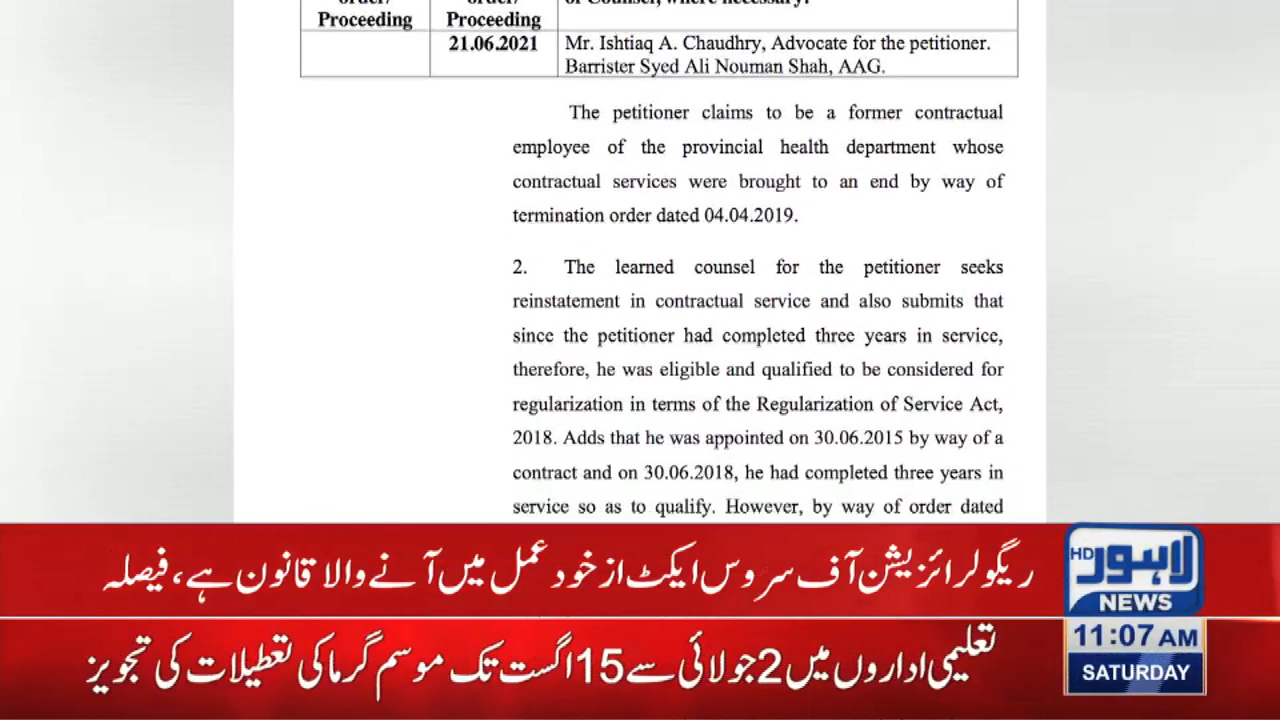 Proceeding
Proceeding
of Counsel, where necessary.
21.06.2021
Mr. Ishtiaq A. Chaudhry, Advocate for the petitioner.
Barrister Syed Ali Nouman Shah, AAG.
The petitioner claims to be a former contractual
employee of the provincial health department whose
contractual services were brought to an end by way of
termination order dated 04.04.2019.
2. The learned counsel for the petitioner seeks
reinstatement in contractual service and also submits that
since the petitioner had completed three years in service,
therefore, he was eligible and qualified to be considered for
regularization in terms of the Regularization of Service Act,
2018. Adds that he was appointed on 30.06.2015 by way of a
contract and on 30.06.2018, he had completed three years in
service so as to qualify. However, by way of order dated
ریگولرائزیشن آف سروس ایکٹ از خود عمل میں آنے والا قانون ہے، فیصلہ
HD
لاہور
NEWS
تعلیمی اداروں میں 2 جولائی سے 15 اگست تک موسم گرما کی تعطیلات کی تجویز
11:07 AM
SATURDAY